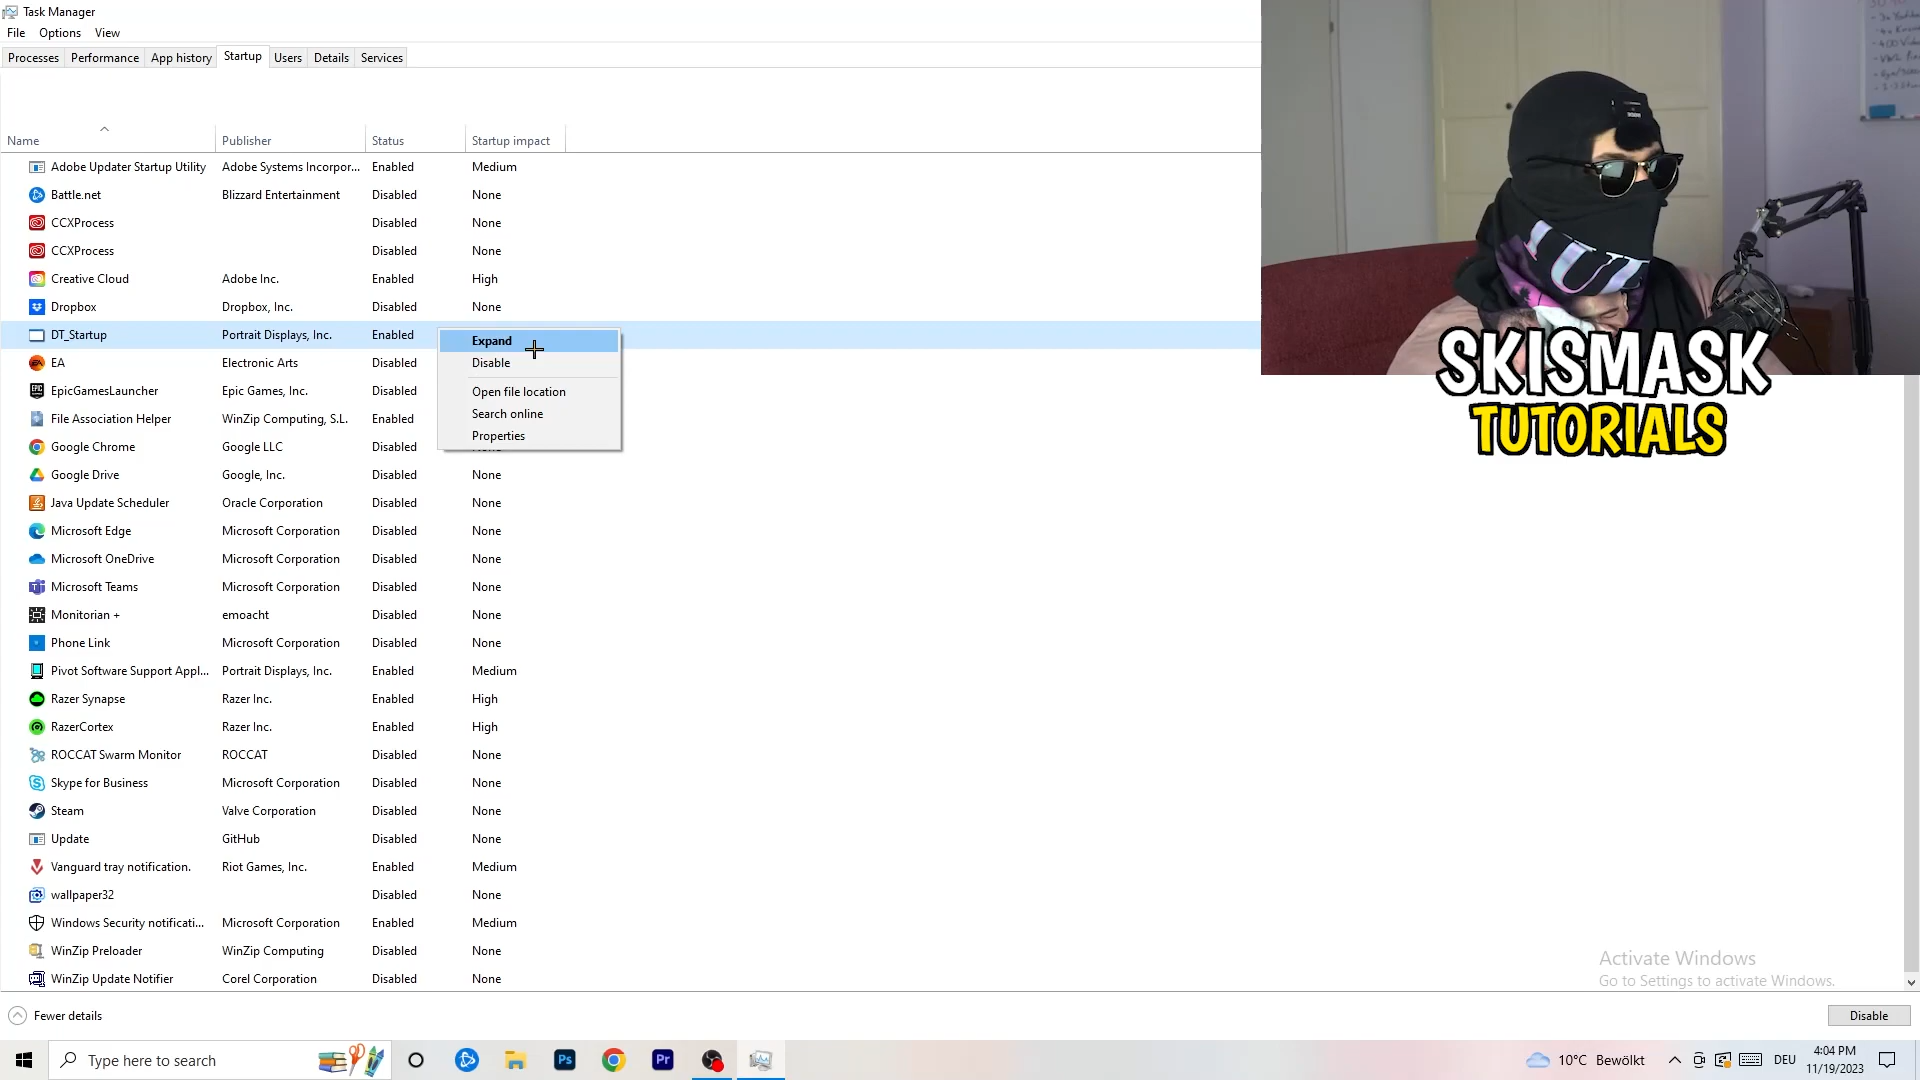 Task Manager
File Options View
Processes Performance App history Startup Users Details Services
Name Publisher Status Startup impact
Adobe Updater Startup Utility Adobe Systems Incorpor... Enabled Medium
Battle.net Blizzard Entertainment Disabled None
CCXProcess Disabled None
CCXProcess Disabled None
Creative Cloud Adobe Inc. Enabled High
Dropbox Dropbox, Inc. Disabled None
DT_Startup Portrait Displays, Inc. Enabled
EA Electronic Arts Disabled
EpicGamesLauncher Epic Games, Inc. Disabled
File Association Helper WinZip Computing, S.L. Enabled
Google Chrome Google LLC Disabled
Google Drive Google, Inc. Disabled None
Java Update Scheduler Oracle Corporation Disabled None
Microsoft Edge Microsoft Corporation Disabled None
Microsoft OneDrive Microsoft Corporation Disabled None
Microsoft Teams Microsoft Corporation Disabled None
Monitorian + emoacht Disabled None
Phone Link Microsoft Corporation Disabled None
Pivot Software Support Appl... Portrait Displays, Inc. Enabled Medium
Razer Synapse Razer Inc. Enabled High
RazerCortex Razer Inc. Enabled High
ROCCAT Swarm Monitor ROCCAT Disabled None
Skype for Business Microsoft Corporation Disabled None
Steam Valve Corporation Disabled None
Update GitHub Disabled None
Vanguard tray notification. Riot Games, Inc. Enabled Medium
wallpaper32 Disabled None
Windows Security notificati... Microsoft Corporation Enabled Medium
WinZip Preloader WinZip Computing Disabled None
WinZip Update Notifier Corel Corporation Disabled None
Expand
Disable
Open file location
Search online
Properties
SKISMASK
TUTORIALS
Activate Windows
Go to Settings to activate Windows.
Fewer details
Disable
Type here to search
Ps
Pr
10°C Bewölkt
DEU
4:04 PM
11/19/2023